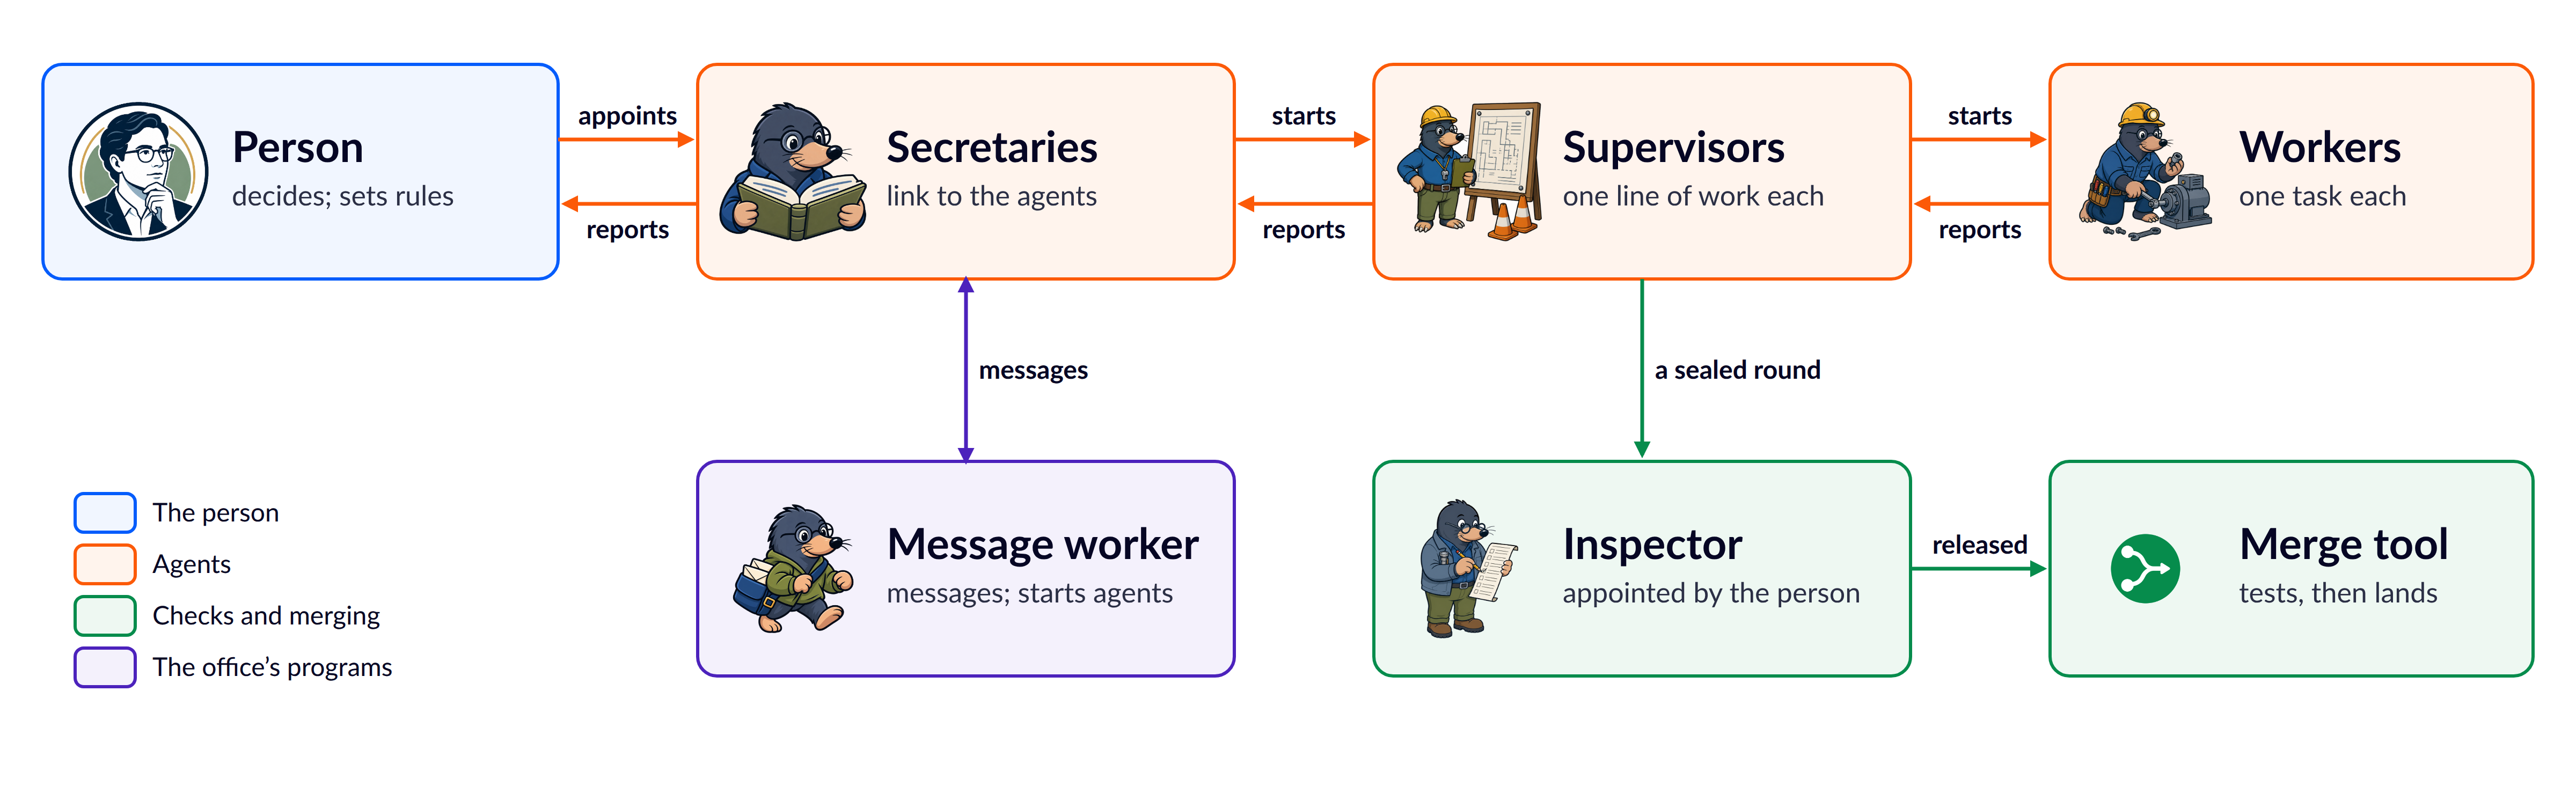 Person
decides; sets rules
appoints
reports
Secretaries
link to the agents
starts
reports
Supervisors
one line of work each
starts
reports
Workers
one task each
messages
a sealed round
The person
Agents
Checks and merging
The office’s programs
Message worker
messages; starts agents
Inspector
appointed by the person
released
Merge tool
tests, then lands